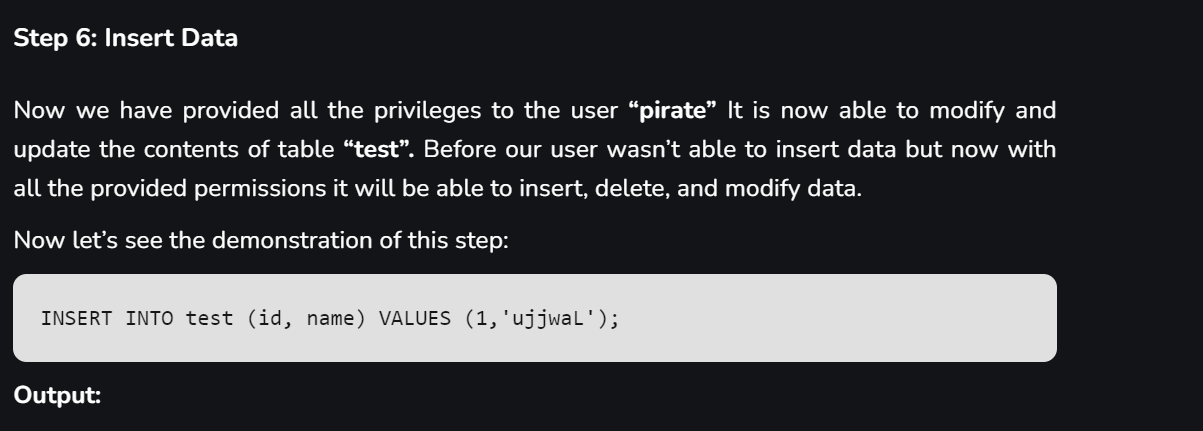 Step 6: Insert Data
Now we have provided all the privileges to the user “pirate” It is now able to modify and
update the contents of table “test”. Before our user wasn’t able to insert data but now with
all the provided permissions it will be able to insert, delete, and modify data.
Now let’s see the demonstration of this step:
INSERT INTO test (id, name) VALUES (1,'ujjwaL');
Output: